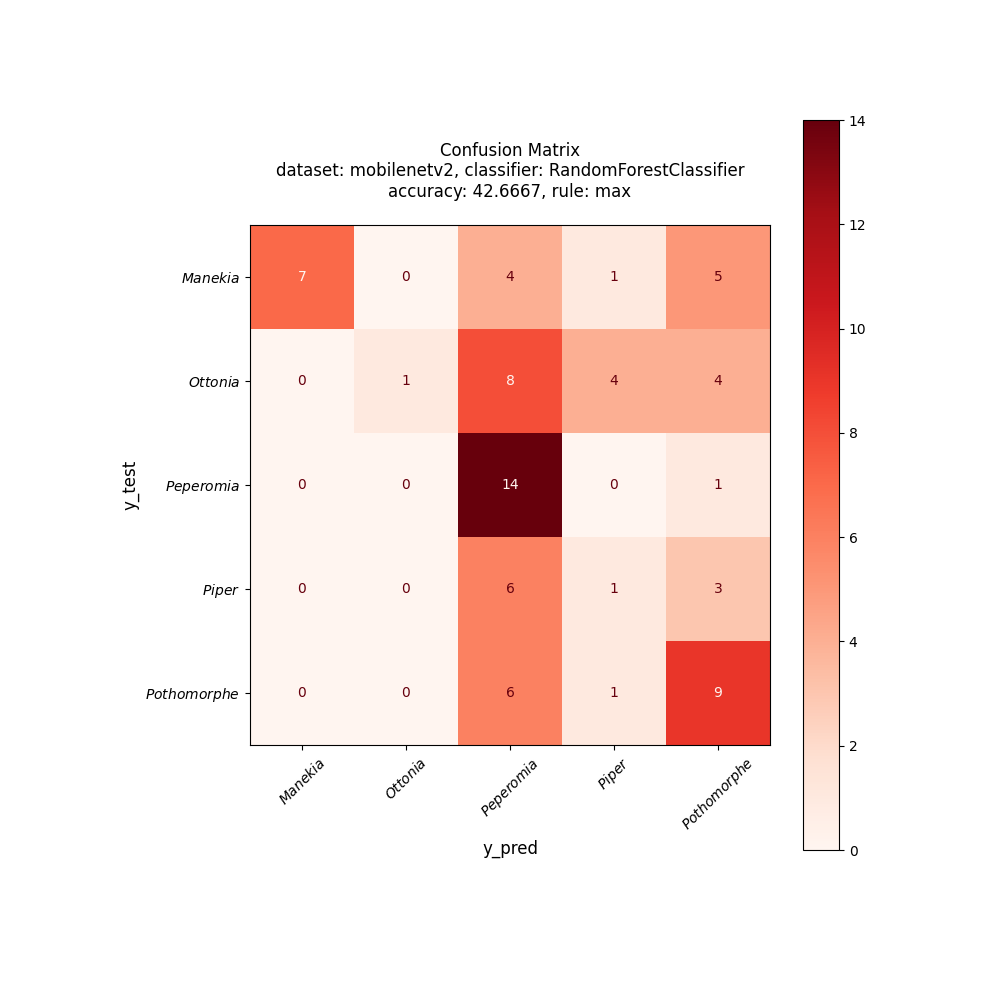 Confusion Matrix
dataset: mobilenetv2, classifier: RandomForestClassifier
accuracy: 42.6667, rule: max
Manekia 7 0 4 1 5
Ottonia 0 1 8 4 4
Peperomia 0 0 14 0 1
Piper 0 0 6 1 3
Pothomorphe 0 0 6 1 9
y_test
Manekia Ottonia Peperomia Piper Pothomorphe
y_pred
14
12
10
8
6
4
2
0